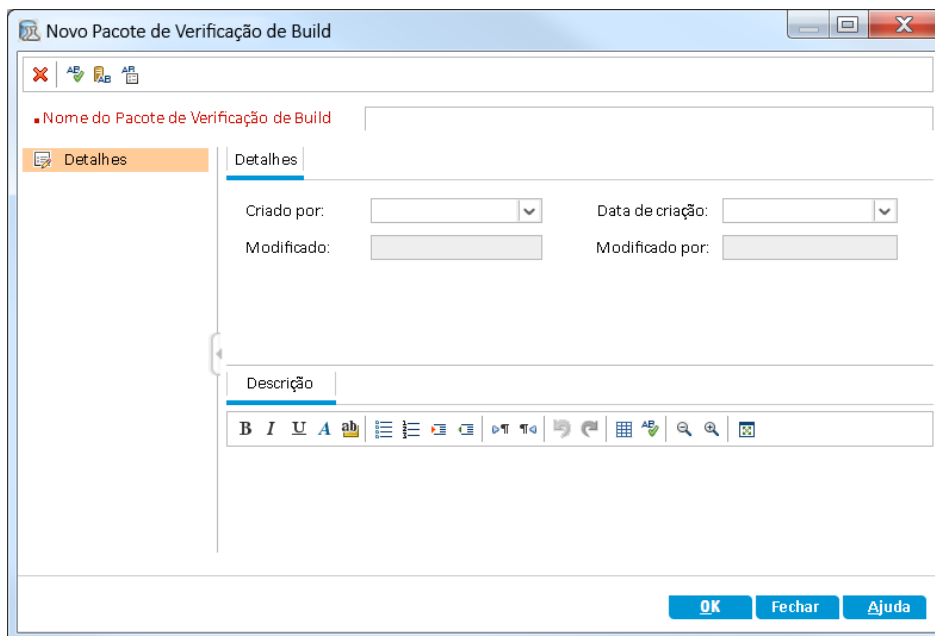 Novo Pacote de Verificação de Build
Nome do Pacote de Verificação de Build
Detalhes
Detalhes
Criado por:
Data de criação:
Modificado:
Modificado por:
Descrição
B I U A ab
OK Fechar Ajuda